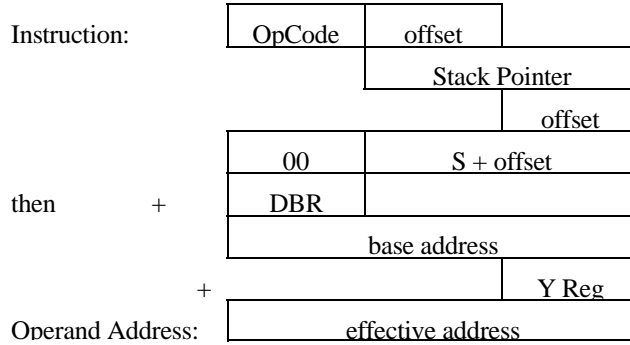 Instruction: OpCode offset
Stack Pointer
offset
00 S + offset
then + DBR
base address
+ Y Reg
Operand Address: effective address